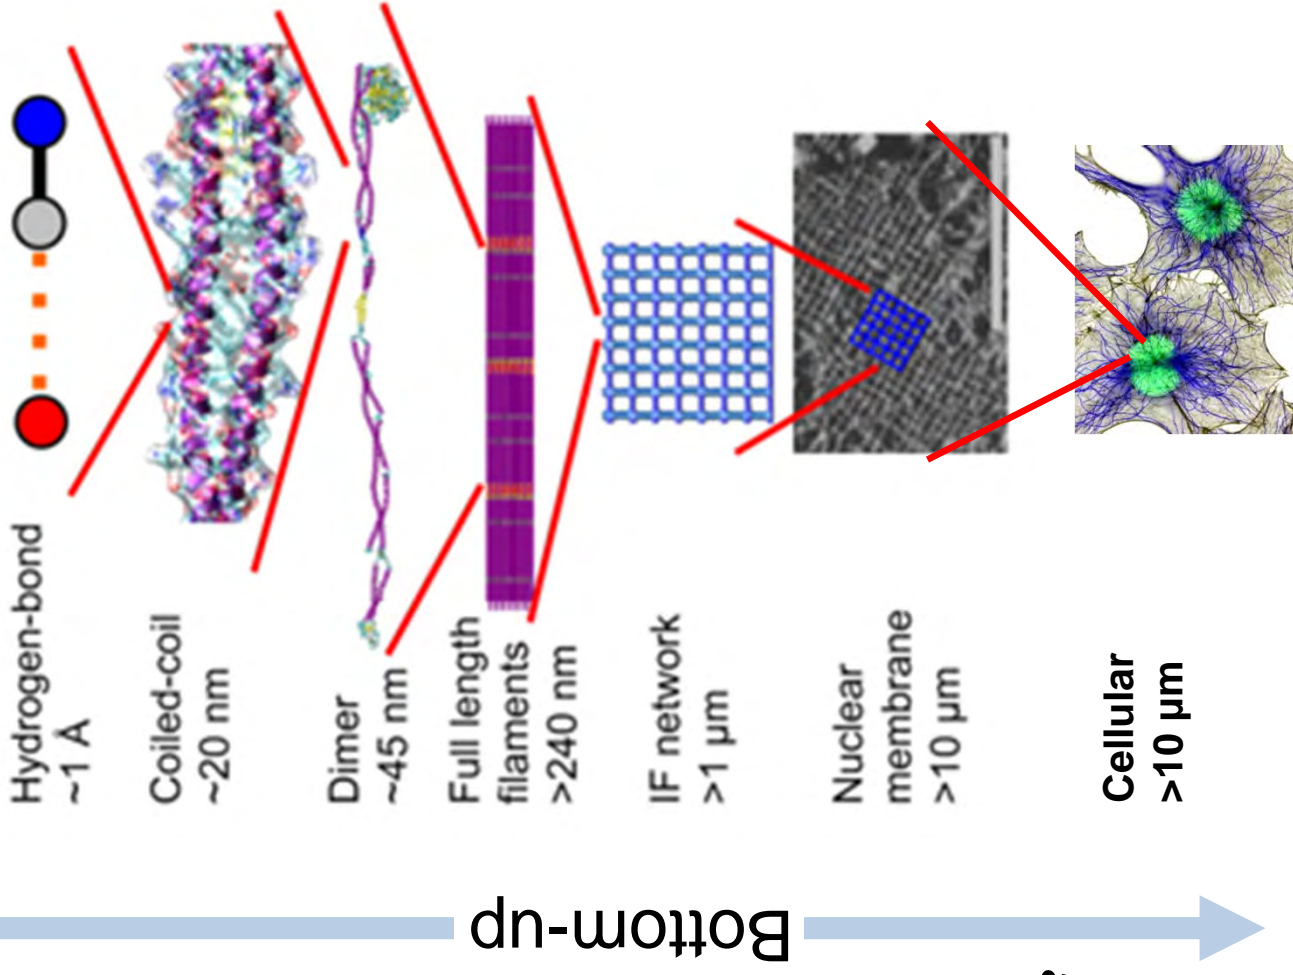 Hydrogen-bond
~1 Å
Coiled-coil
~20 nm
Dimer
~45 nm
Full length
filaments
>240 nm
IF network
>1 μm
Nuclear
membrane
>10 μm
Cellular
>10 μm
Bottom-up